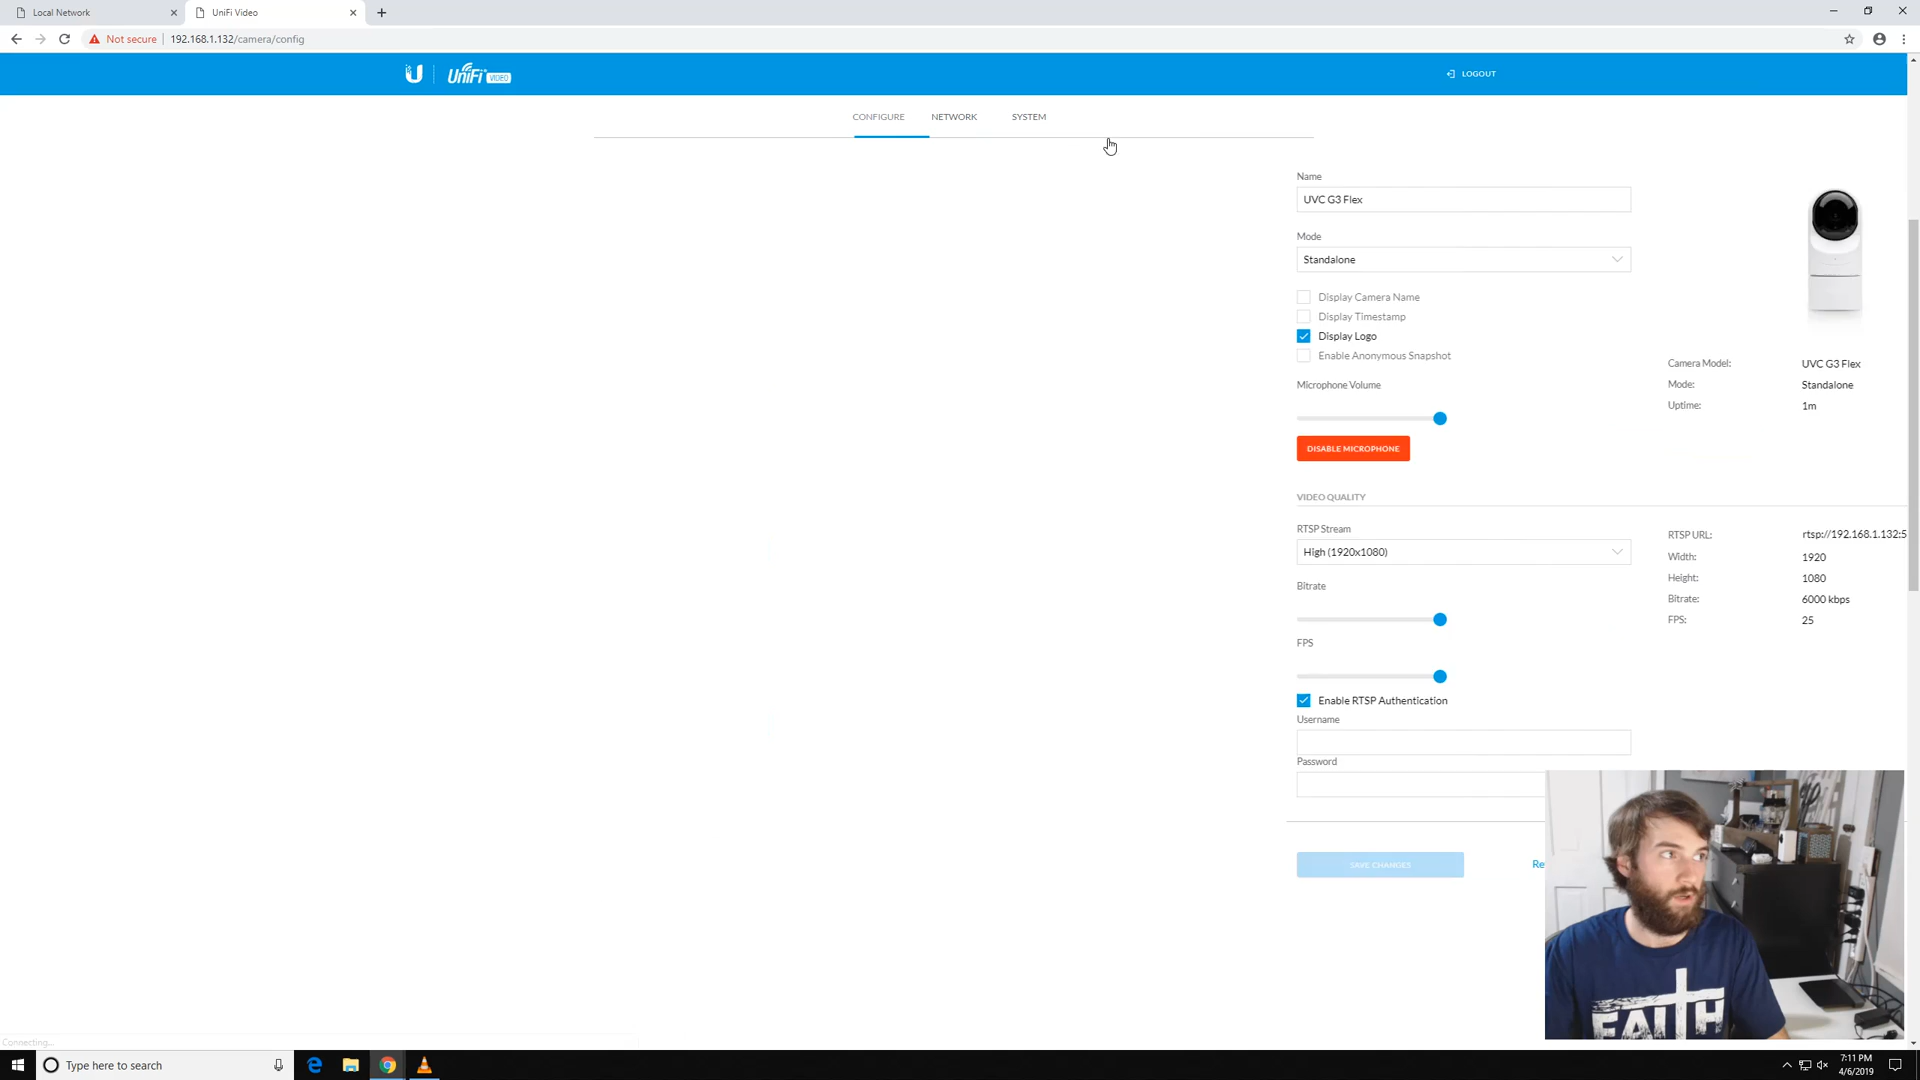 Local Network
UniFi Video
Not secure
192.168.1.132/camera/config
UniFi VIDEO
LOGOUT
CONFIGURE
NETWORK
SYSTEM
Name
UVC G3 Flex
Mode
Standalone
Display Camera Name
Display Timestamp
Display Logo
Enable Anonymous Snapshot
Microphone Volume
DISABLE MICROPHONE
Camera Model:
UVC G3 Flex
Mode:
Standalone
Uptime:
1m
VIDEO QUALITY
RTSP Stream
High (1920x1080)
Bitrate
FPS
Enable RTSP Authentication
Username
Password
RTSP URL:
rtsp://192.168.1.132:5
Width:
1920
Height:
1080
Bitrate:
6000 kbps
FPS:
25
SAVE CHANGES
Re
FAITH
Connecting...
Type here to search
7:11 PM
4/6/2019